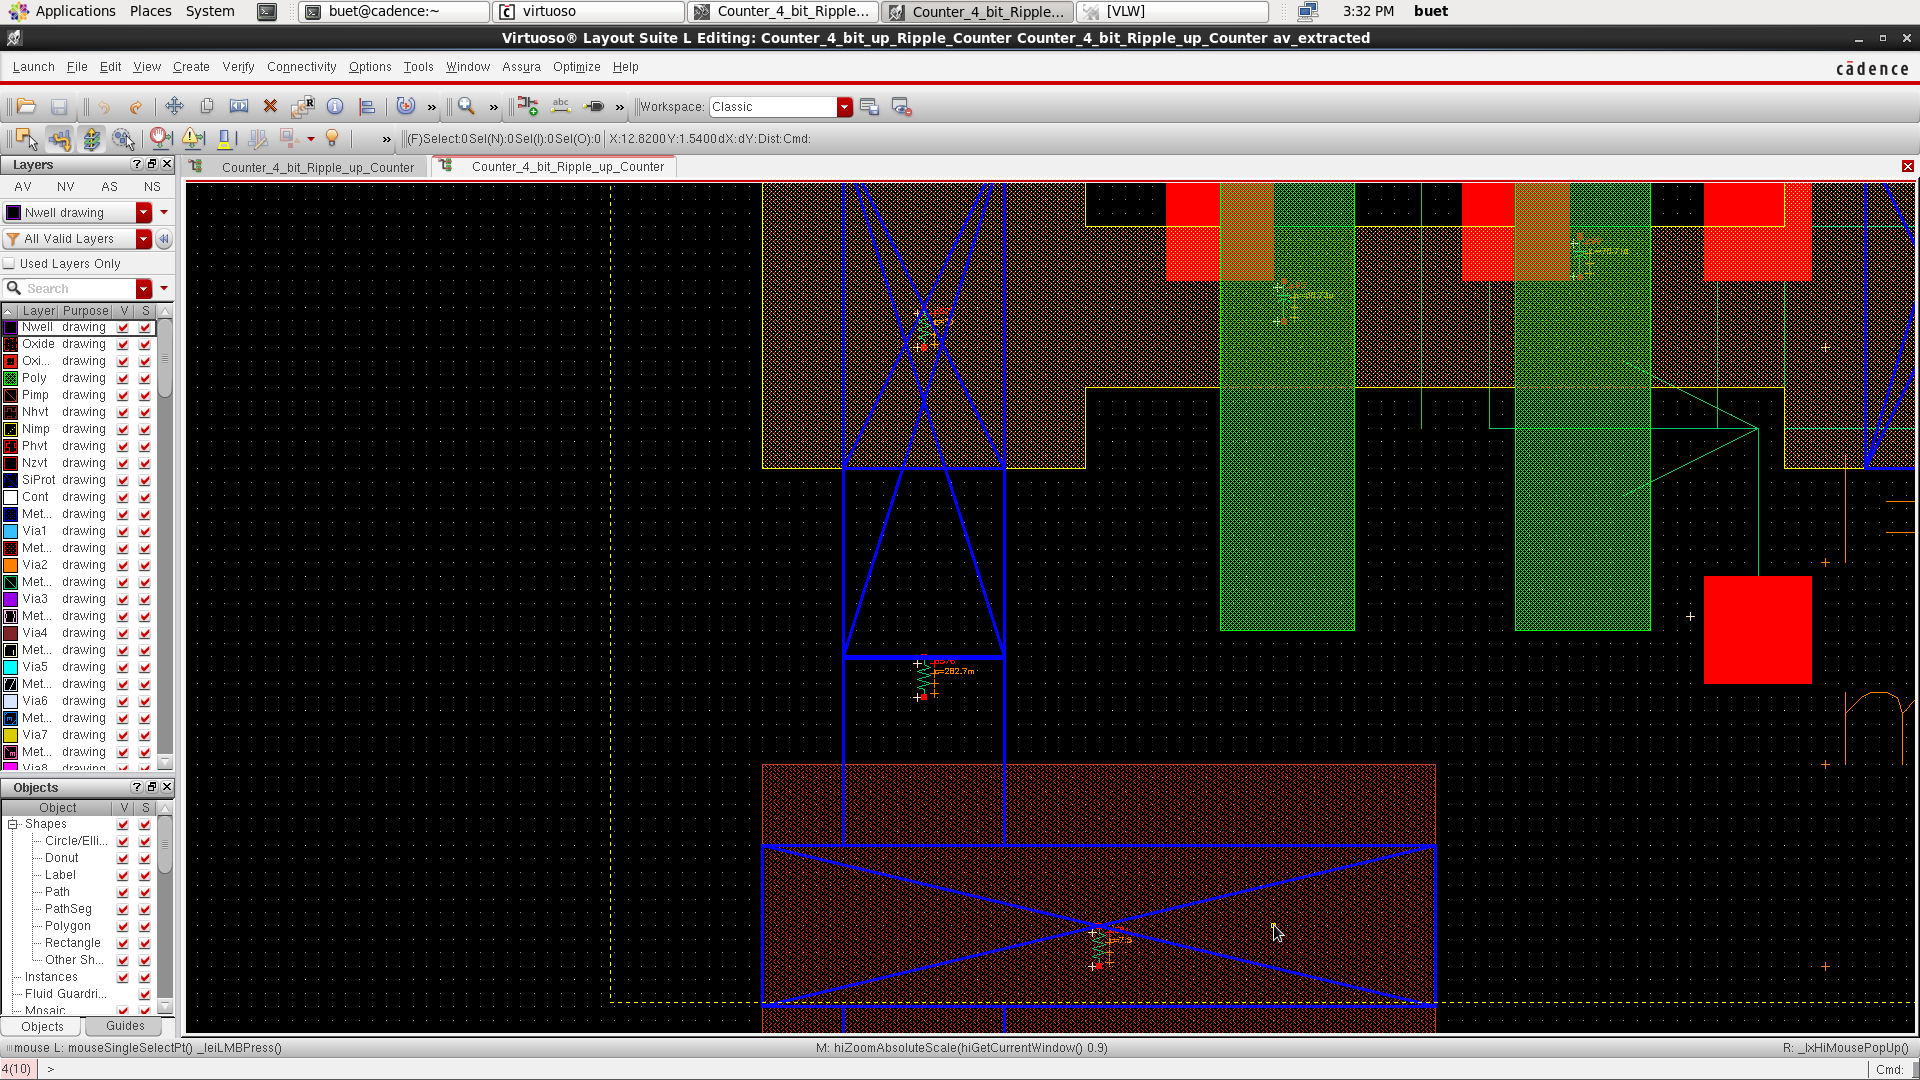 Applications Places System buet@cadence:~ virtuoso Counter_4_bit_Ripple... Counter_4_bit_Ripple... [VLW] 3:32 PM buet
Virtuoso® Layout Suite L Editing: Counter_4_bit_up_Ripple_Counter Counter_4_bit_Ripple_up_Counter av_extracted
Launch File Edit View Create Verify Connectivity Options Tools Window Assura Optimize Help
cādence
Workspace: Classic
(F)Select:0 Sel(N):0 Sel(I):0 Sel(O):0 X:12.8200 Y:1.5400 dX: dY: Dist: Cmd:
Layers
Counter_4_bit_Ripple_up_Counter Counter_4_bit_Ripple_up_Counter
AV NV AS NS
Nwell drawing
All Valid Layers
Used Layers Only
Search
Layer Purpose V S
Nwell drawing
Oxide drawing
Oxi... drawing
Poly drawing
Pimp drawing
Nhvt drawing
Nimp drawing
Phvt drawing
Nzvt drawing
SiProt drawing
Cont drawing
Met... drawing
Via1 drawing
Met... drawing
Via2 drawing
Met... drawing
Via3 drawing
Met... drawing
Via4 drawing
Met... drawing
Via5 drawing
Met... drawing
Via6 drawing
Met... drawing
Via7 drawing
Met... drawing
Via8 drawing
r=282.7m
Objects
Object V S
Shapes
Circle/Elli...
Donut
Label
Path
PathSeg
Polygon
Rectangle
Other Sh...
Instances
Fluid Guardri...
Mosaic
Objects Guides
mouse L: mouseSingleSelectPt() _leiLMBPress() M: hiZoomAbsoluteScale(hiGetCurrentWindow() 0.9) R: _lxHiMousePopUp()
4(10) > Cmd: